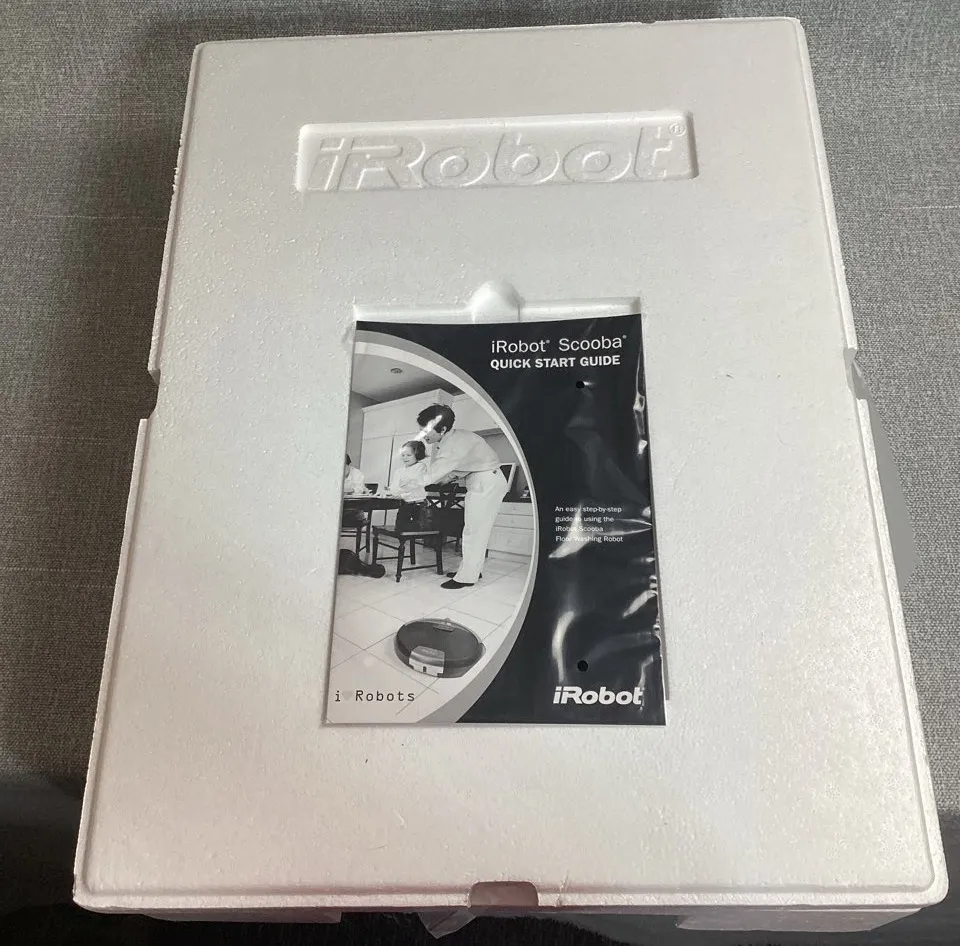 iRobot®
iRobot® Scooba®
QUICK START GUIDE
An easy step-by-step
guide to using the
iRobot Scooba
Floor Washing Robot
i Robots
iRobot